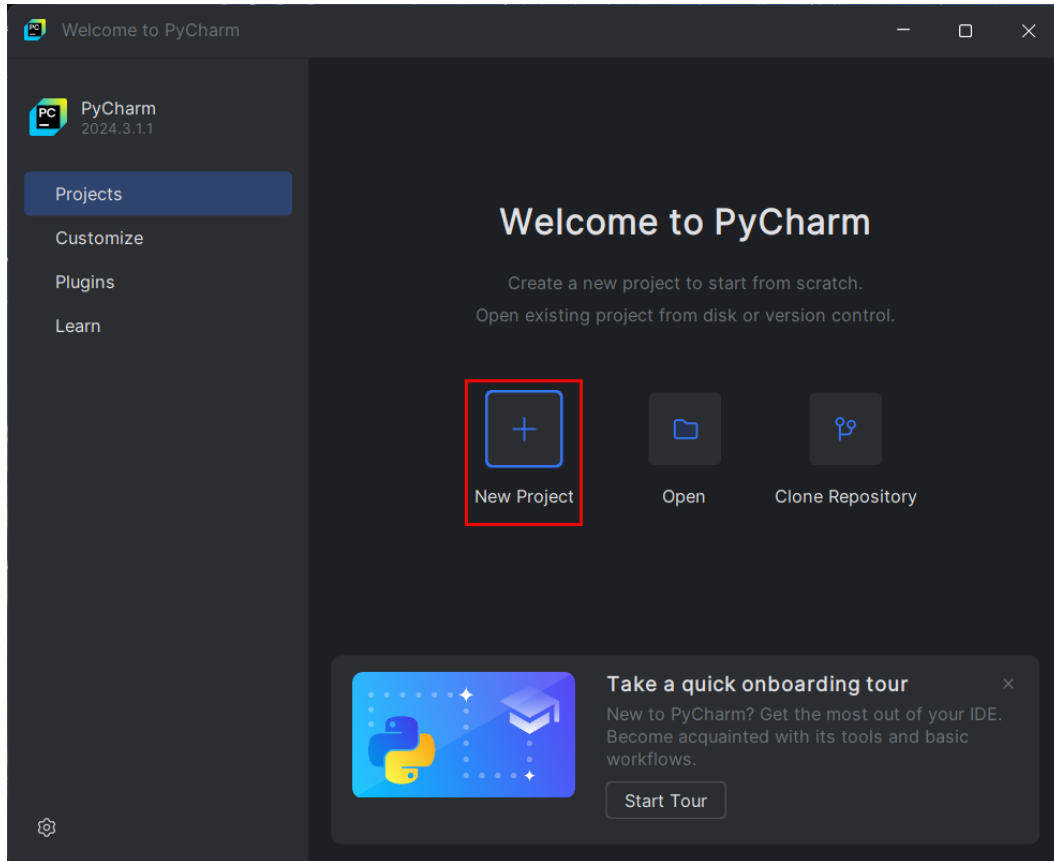 Welcome to PyCharm
PC
PyCharm
2024.3.1.1
Projects
Customize
Plugins
Learn
Welcome to PyCharm
Create a new project to start from scratch.
Open existing project from disk or version control.
New Project
Open
Clone Repository
Take a quick onboarding tour
New to PyCharm? Get the most out of your IDE.
Become acquainted with its tools and basic
workflows.
Start Tour